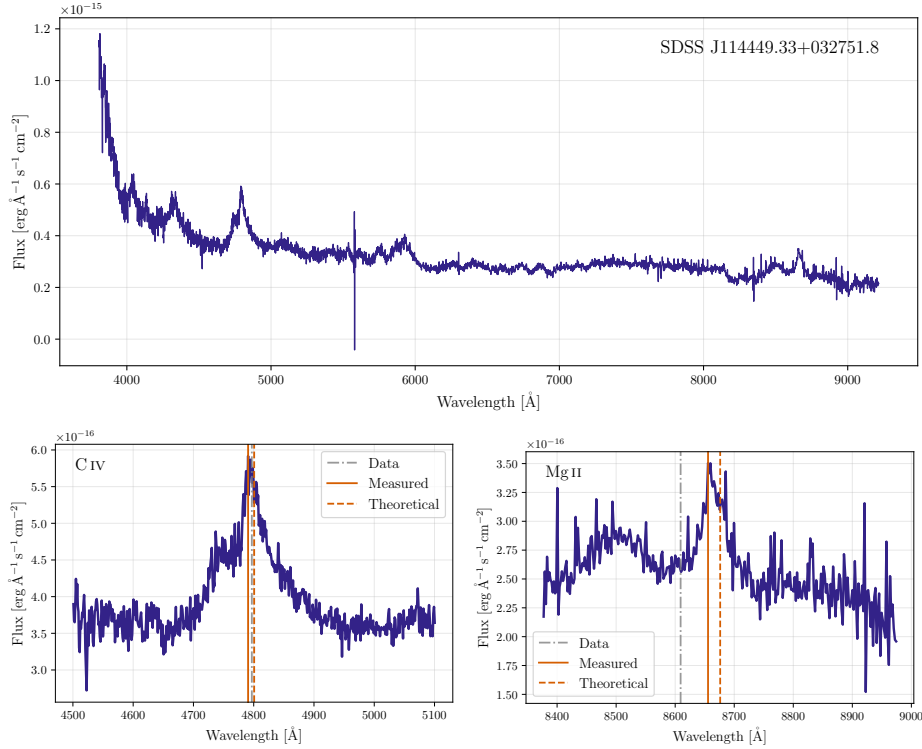 ×10⁻¹⁵
SDSS J114449.33+032751.8
Flux [erg Å⁻¹ s⁻¹ cm⁻²]
1.2
1.0
0.8
0.6
0.4
0.2
0.0
4000 5000 6000 7000 8000 9000
Wavelength [Å]
×10⁻¹⁶
C IV
Data
Measured
Theoretical
Flux [erg Å⁻¹ s⁻¹ cm⁻²]
6.0
5.5
5.0
4.5
4.0
3.5
3.0
4500 4600 4700 4800 4900 5000 5100
Wavelength [Å]
×10⁻¹⁶
Mg II
Flux [erg Å⁻¹ s⁻¹ cm⁻²]
3.50
3.25
3.00
2.75
2.50
2.25
2.00
1.75
1.50
Data
Measured
Theoretical
8400 8500 8600 8700 8800 8900 9000
Wavelength [Å]